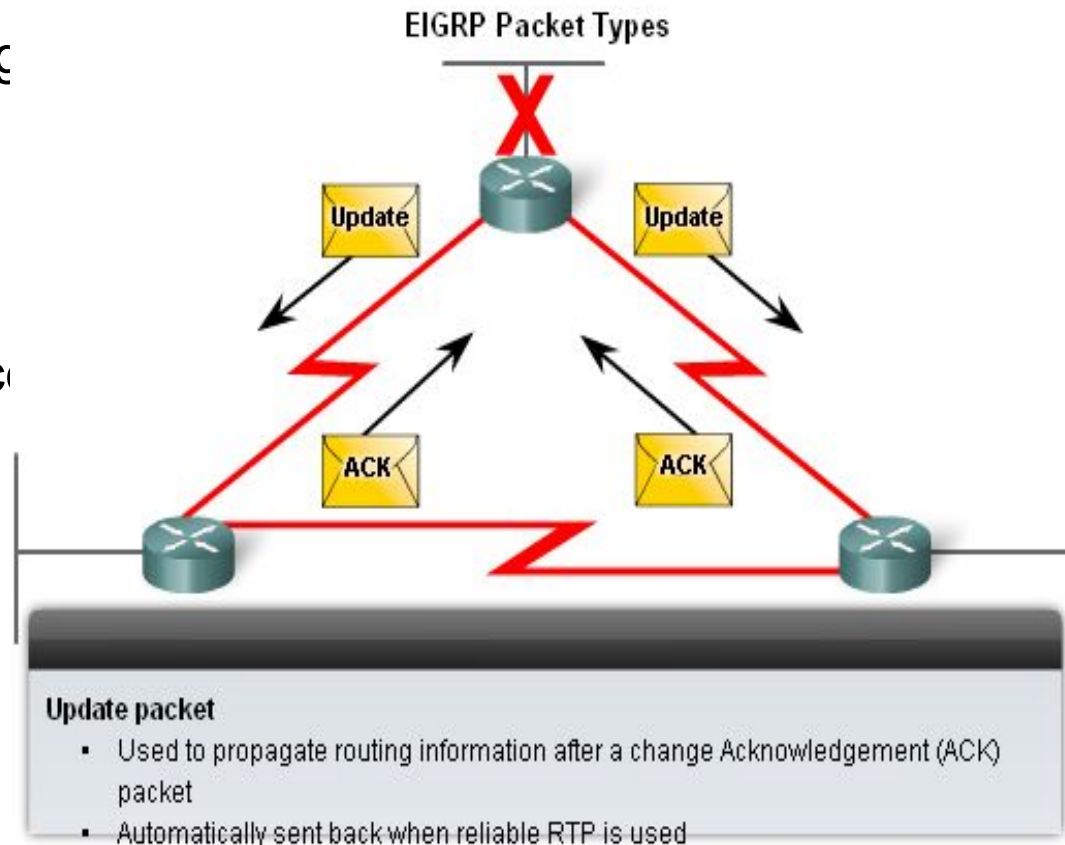 EIGRP Packet Types
X
Update
Update
ACK
ACK
Update packet
▪ Used to propagate routing information after a change Acknowledgement (ACK)
packet
▪ Automatically sent back when reliable RTP is used